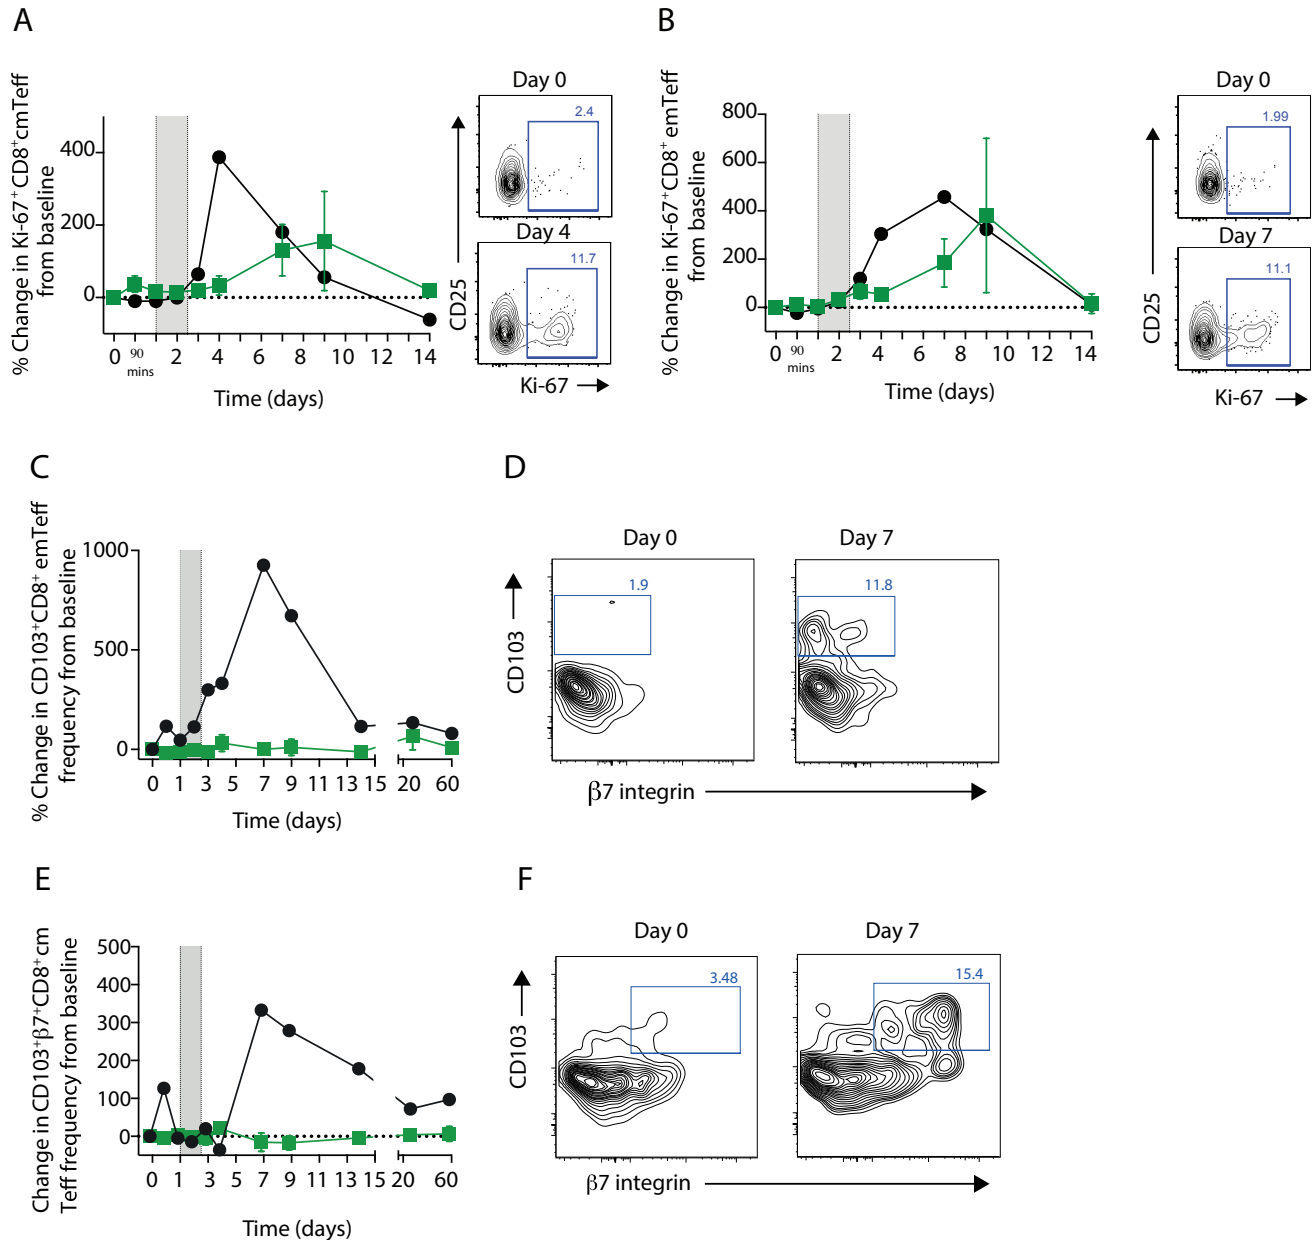 A
% Change in Ki-67⁺ CD8⁺cmTeff
from baseline
400
200
0
0 90 2 4 6 8 10 12 14
mins
Time (days)
Day 0
2.4
Day 4
11.7
CD25
Ki-67
B
% Change in Ki-67⁺CD8⁺ emTeff
from baseline
800
600
400
200
0
0 90 2 4 6 8 10 12 14
mins
Time (days)
Day 0
1.99
Day 7
11.1
CD25
Ki-67
C
% Change in CD103⁺CD8⁺ emTeff
frequency from baseline
1000
500
0
0 1 3 5 7 9 11 13 15 20 60
Time (days)
D
Day 0
1.9
Day 7
11.8
CD103
β7 integrin
E
Change in CD103⁺β7⁺CD8⁺cm
Teff frequency from baseline
500
400
300
200
100
0
0 1 3 5 7 9 11 13 15 20 60
Time (days)
F
Day 0
3.48
Day 7
15.4
CD103
β7 integrin